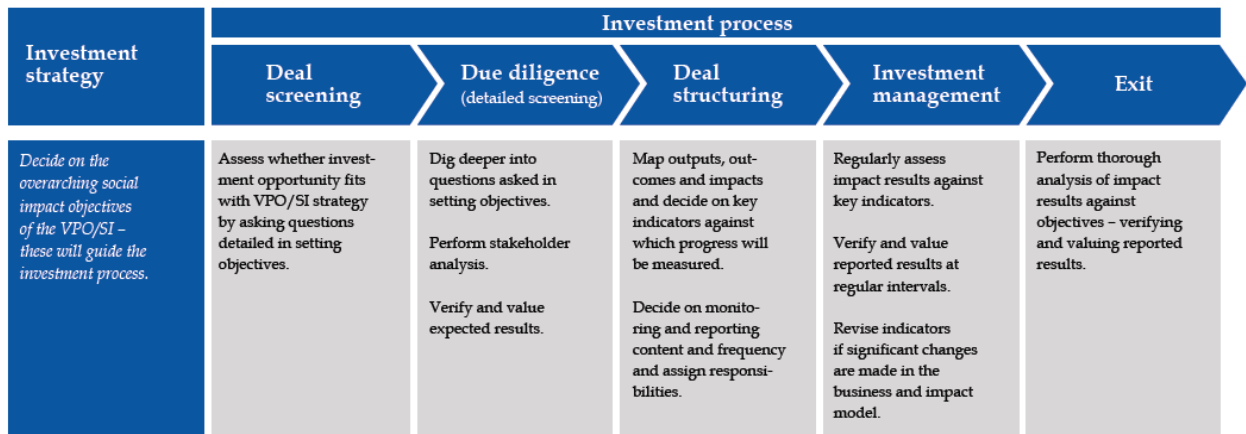 Investment
strategy
Investment process
Deal
screening
Due diligence
(detailed screening)
Deal
structuring
Investment
management
Exit
Decide on the
overarching social
impact objectives
of the VPO/SI –
these will guide the
investment process.
Assess whether invest-
ment opportunity fits
with VPO/SI strategy
by asking questions
detailed in setting
objectives.
Dig deeper into
questions asked in
setting objectives.
Perform stakeholder
analysis.
Verify and value
expected results.
Map outputs, out-
comes and impacts
and decide on key
indicators against
which progress will
be measured.
Decide on monito-
ring and reporting
content and frequency
and assign responsi-
bilities.
Regularly assess
impact results against
key indicators.
Verify and value
reported results at
regular intervals.
Revise indicators
if significant changes
are made in the
business and impact
model.
Perform thorough
analysis of impact
results against
objectives – verifying
and valuing reported
results.